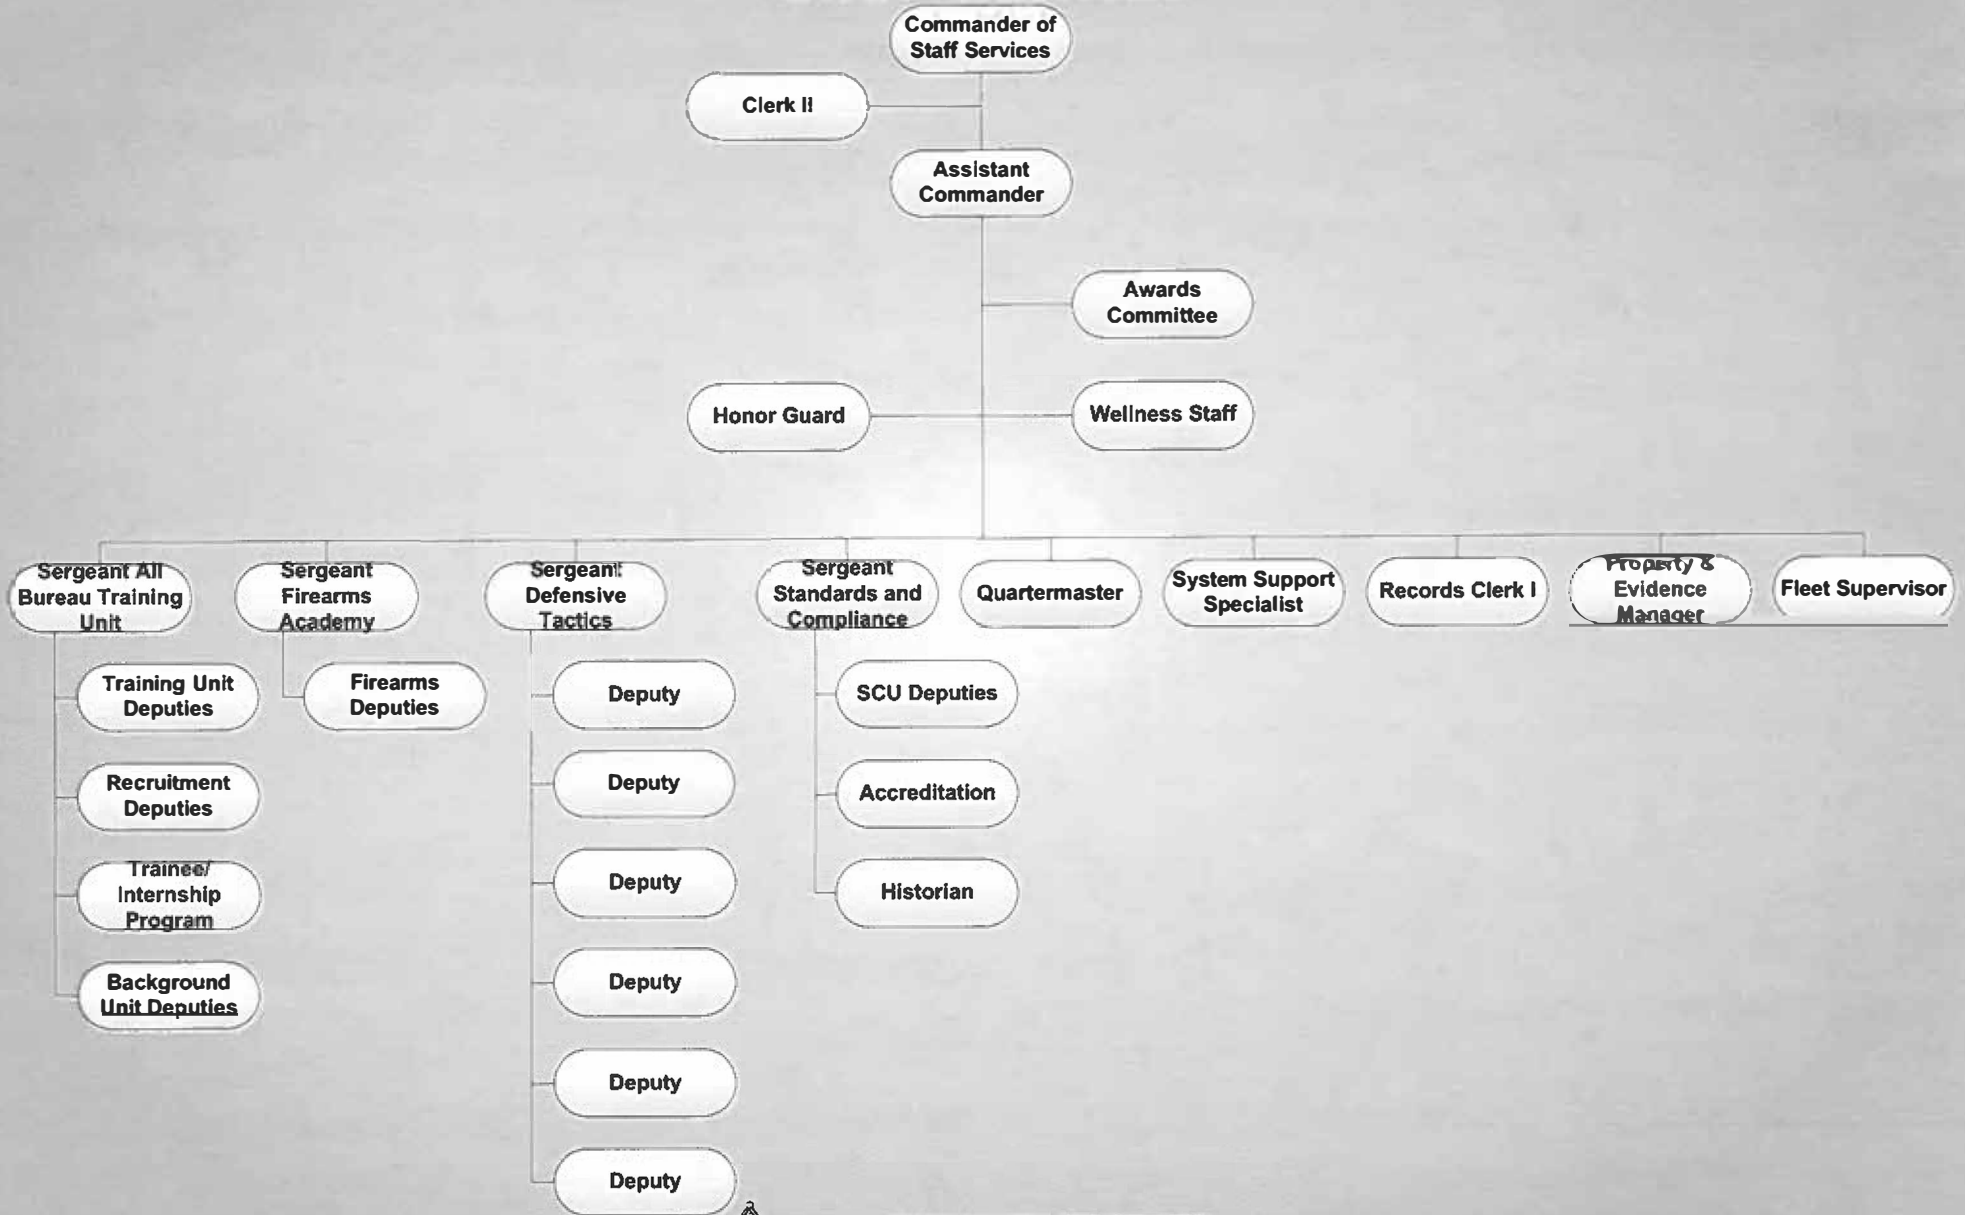 Commander of
Staff Services
Clerk II
Assistant
Commander
Awards
Committee
Honor Guard
Wellness Staff
Sergeant All
Bureau Training
Unit
Sergeant
Firearms
Academy
Sergeant
Defensive
Tactics
Sergeant
Standards and
Compliance
Quartermaster
System Support
Specialist
Records Clerk I
Property &
Evidence
Manager
Fleet Supervisor
Training Unit
Deputies
Recruitment
Deputies
Trainee/
Internship
Program
Background
Unit Deputies
Firearms
Deputies
Deputy
Deputy
Deputy
Deputy
Deputy
Deputy
SCU Deputies
Accreditation
Historian